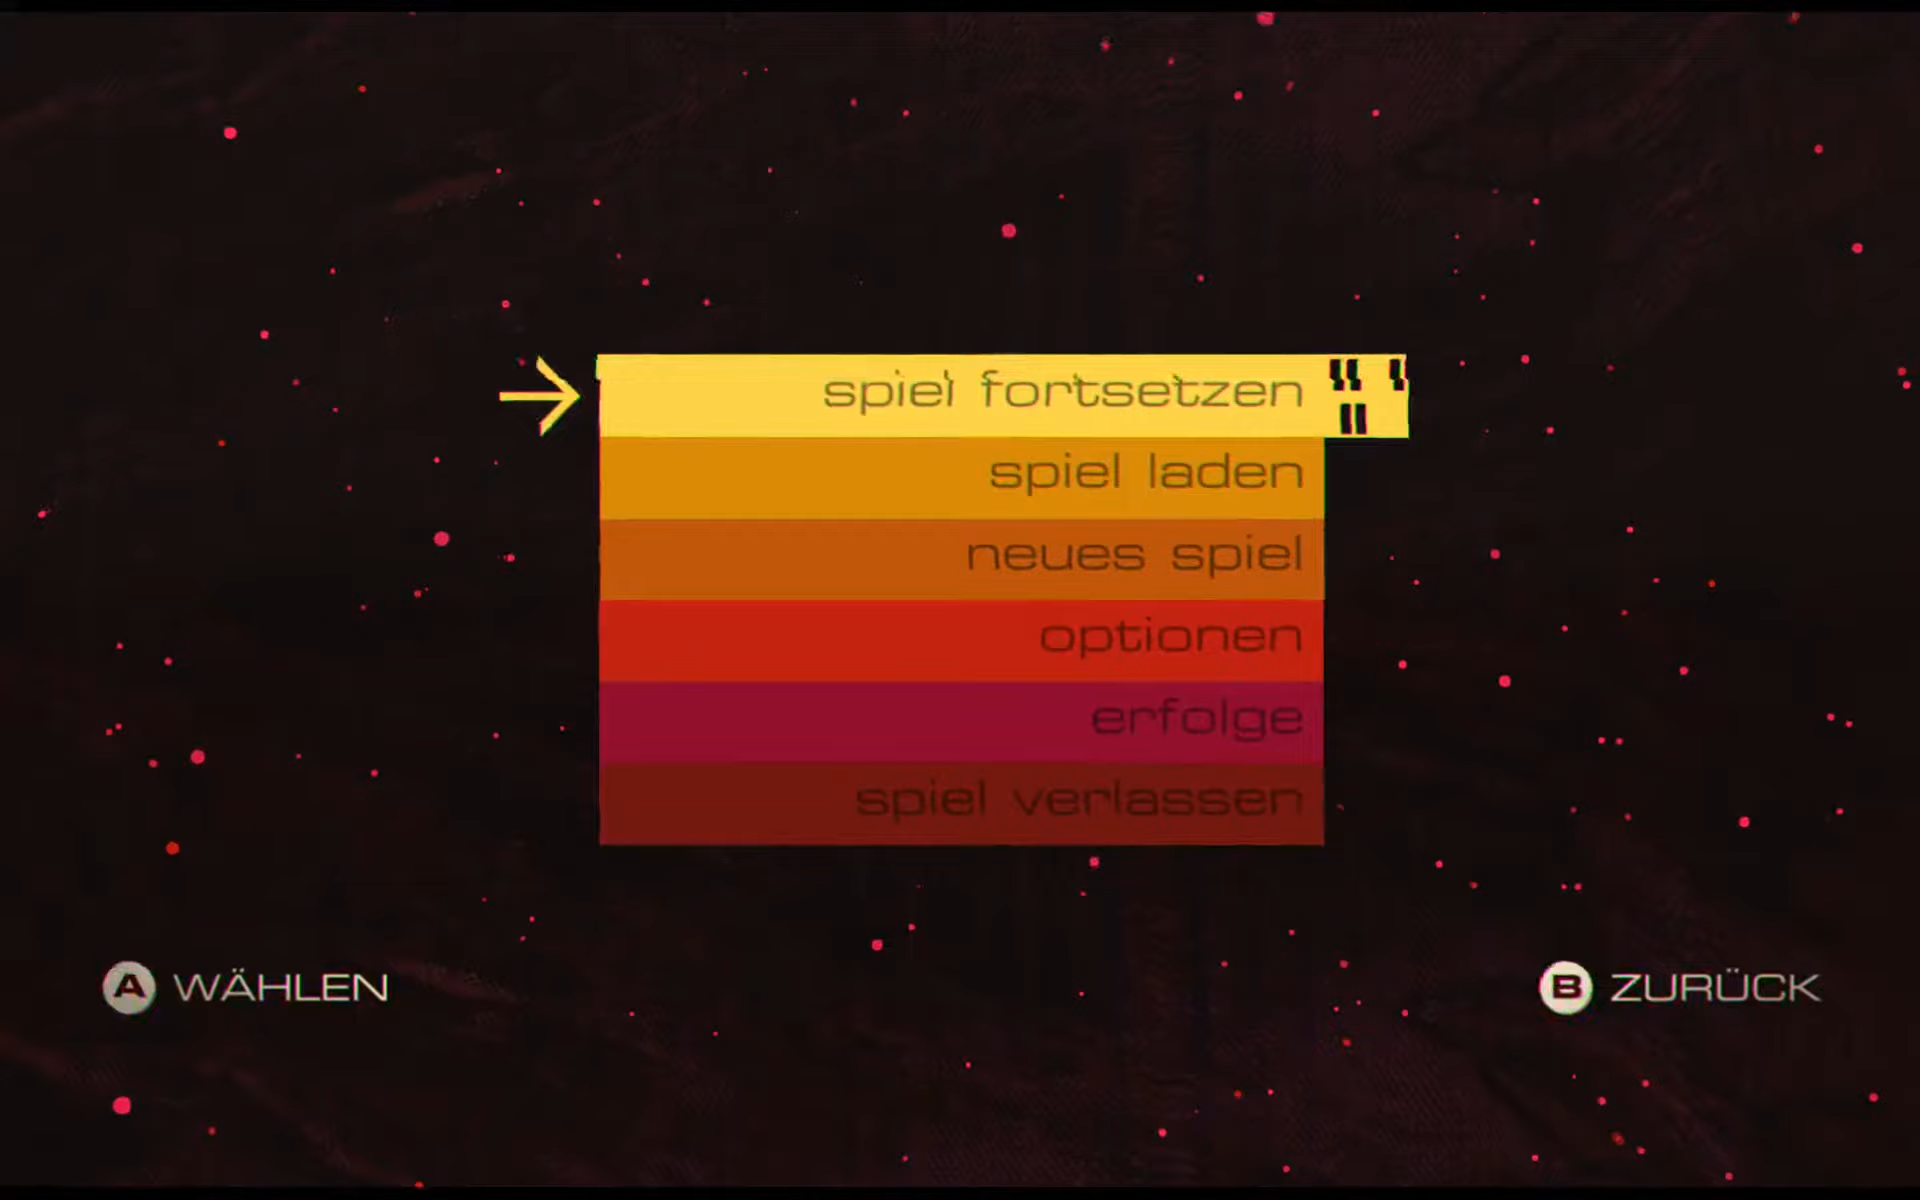 spiel fortsetzen
spiel laden
neues spiel
optionen
erfolge
spiel verlassen
A WÄHLEN
B ZURÜCK